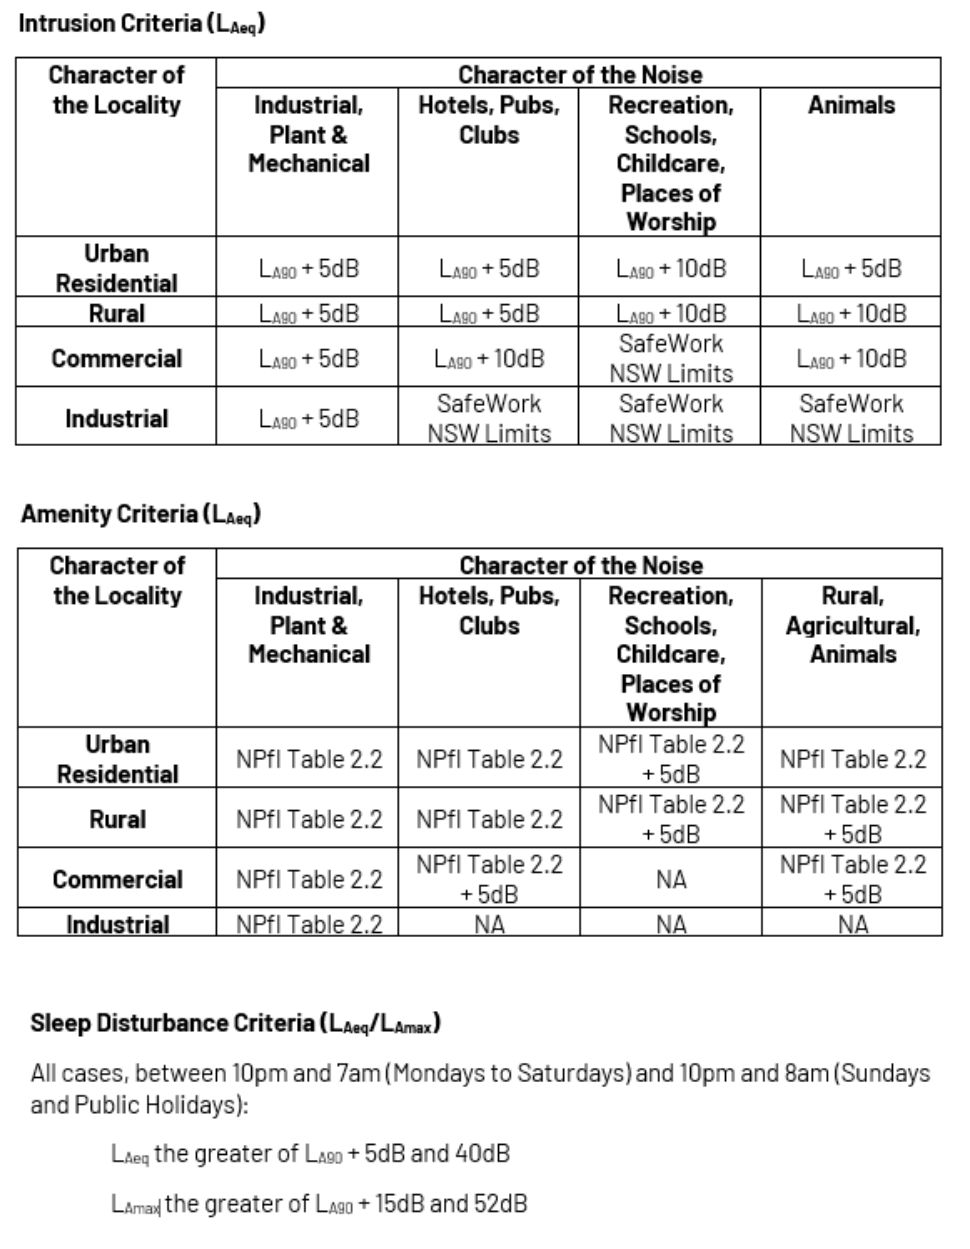 Intrusion Criteria (LAeq)
Character of the Locality
Character of the Noise
Industrial, Plant & Mechanical
Hotels, Pubs, Clubs
Recreation, Schools, Childcare, Places of Worship
Animals
Urban Residential
LA90 + 5dB
LA90 + 5dB
LA90 + 10dB
LA90 + 5dB
Rural
LA90 + 5dB
LA90 + 5dB
LA90 + 10dB
LA90 + 10dB
Commercial
LA90 + 5dB
LA90 + 10dB
SafeWork NSW Limits
LA90 + 10dB
Industrial
LA90 + 5dB
SafeWork NSW Limits
SafeWork NSW Limits
SafeWork NSW Limits
Amenity Criteria (LAeq)
Character of the Locality
Character of the Noise
Industrial, Plant & Mechanical
Hotels, Pubs, Clubs
Recreation, Schools, Childcare, Places of Worship
Rural, Agricultural, Animals
Urban Residential
NPfI Table 2.2
NPfI Table 2.2
NPfI Table 2.2 + 5dB
NPfI Table 2.2
Rural
NPfI Table 2.2
NPfI Table 2.2
NPfI Table 2.2 + 5dB
NPfI Table 2.2 + 5dB
Commercial
NPfI Table 2.2
NPfI Table 2.2 + 5dB
NA
NPfI Table 2.2 + 5dB
Industrial
NPfI Table 2.2
NA
NA
NA
Sleep Disturbance Criteria (LAeq/LAmax)
All cases, between 10pm and 7am (Mondays to Saturdays) and 10pm and 8am (Sundays
and Public Holidays):
LAeq the greater of LA90 + 5dB and 40dB
LAmax the greater of LA90 + 15dB and 52dB